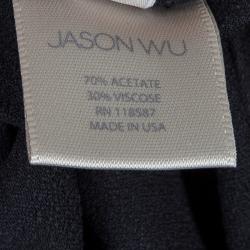 JASON WU
70% ACETATE
30% VISCOSE
RN 118587
MADE IN USA